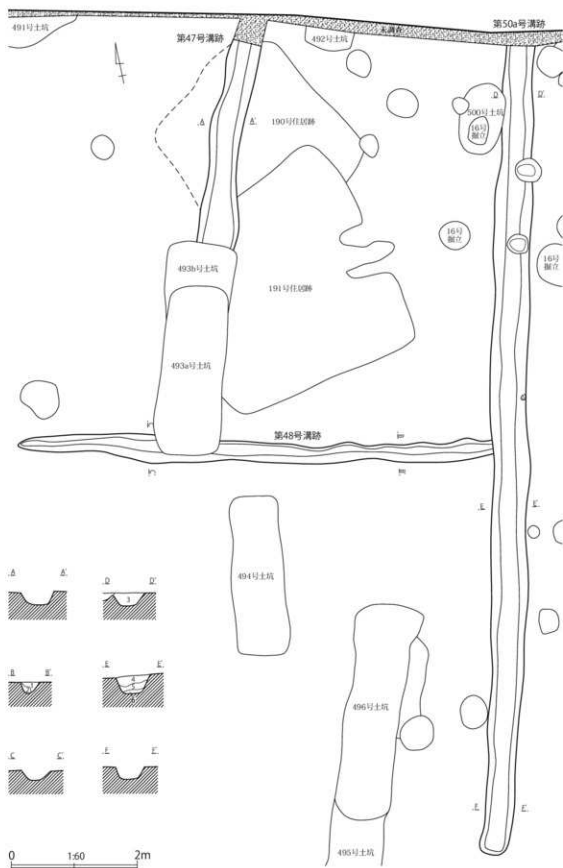 491号土坑
第47号溝跡
492号土坑
未調査
第50a号溝跡
A
A'
190号住居跡
D
D'
500号土坑
16号
掘立
16号
掘立
16号
掘立
493b号土坑
191号住居跡
493a号土坑
第48号溝跡
E
E'
494号土坑
496号土坑
495号土坑
F
F'
A
A'
D
D'
3
B
B'
E
E'
4
C
C'
F
F'
0
1:60
2m